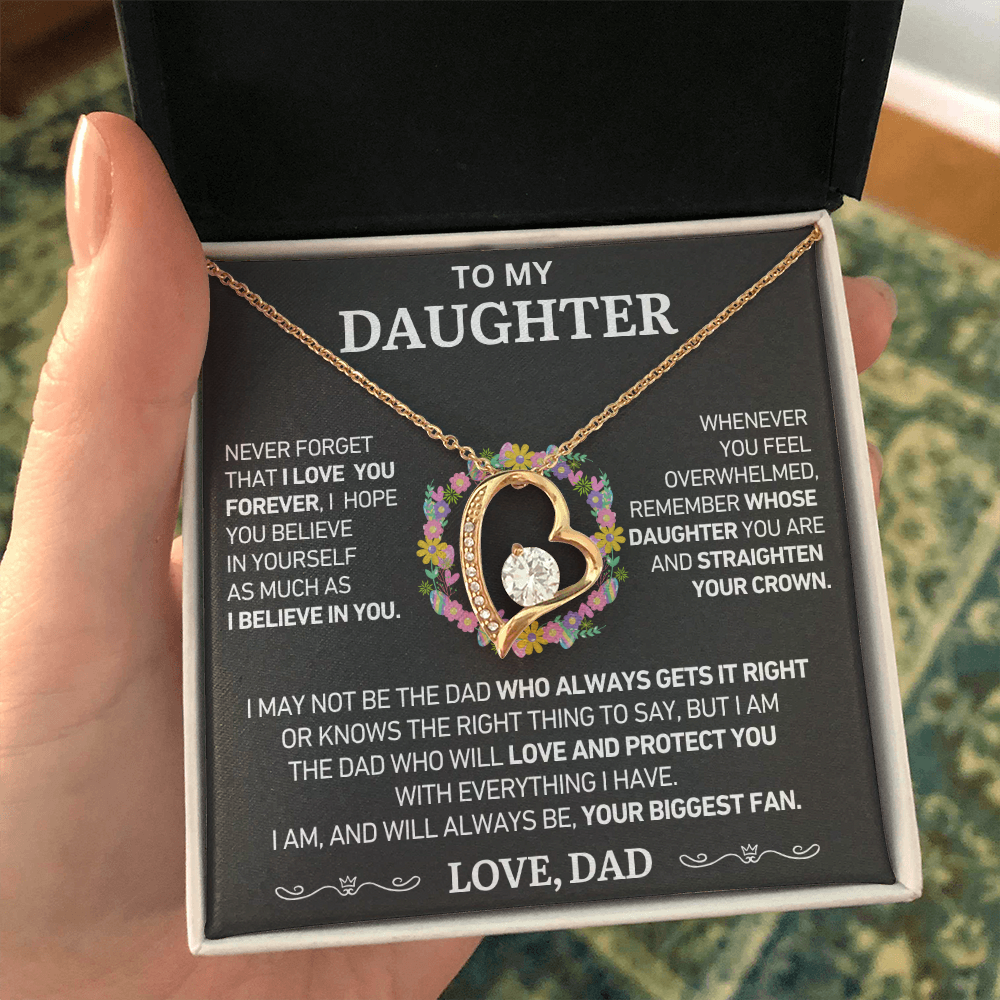 TO MY
DAUGHTER
NEVER FORGET
THAT I LOVE YOU
FOREVER, I HOPE
YOU BELIEVE
IN YOURSELF
AS MUCH AS
I BELIEVE IN YOU.
WHENEVER
YOU FEEL
OVERWHELMED,
REMEMBER WHOSE
DAUGHTER YOU ARE
AND STRAIGHTEN
YOUR CROWN.
I MAY NOT BE THE DAD WHO ALWAYS GETS IT RIGHT
OR KNOWS THE RIGHT THING TO SAY, BUT I AM
THE DAD WHO WILL LOVE AND PROTECT YOU
WITH EVERYTHING I HAVE.
I AM, AND WILL ALWAYS BE, YOUR BIGGEST FAN.
LOVE, DAD